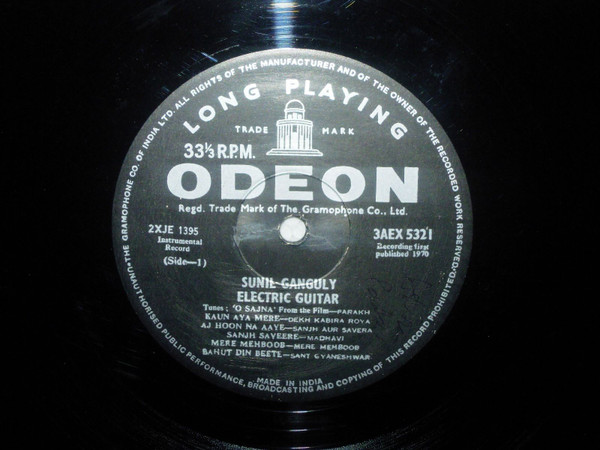 THE GRAMOPHONE CO. OF INDIA LTD. ALL RIGHTS OF THE MANUFACTURER AND OF THE OWNER OF THE RECORDED WORK RESERVED
UNAUTHORISED PUBLIC PERFORMANCE, BROADCASTING AND COPYING OF THIS RECORD PROHIBITED
LONG PLAYING
TRADE MARK
33⅓ R.P.M.
ODEON
Regd. Trade Mark of The Gramophone Co., Ltd.
2XJE 1395 3AEX 5321
Instrumental Record Recording first published 1970
(Side—1)
SUNIL GANGULY
ELECTRIC GUITAR
Tunes; 'O SAJNA' From the Film—PARAKH
KAUN AYA MERE—DEKH KABIRA ROYA
AJ HOON NA AAYE—SANJH AUR SAVERA
SANJH SAVEERE—MADHAVI
MERE MEHBOOB—MERE MEHBOOB
BAHUT DIN BEETE—SANT GYANESHWAR
MADE IN INDIA